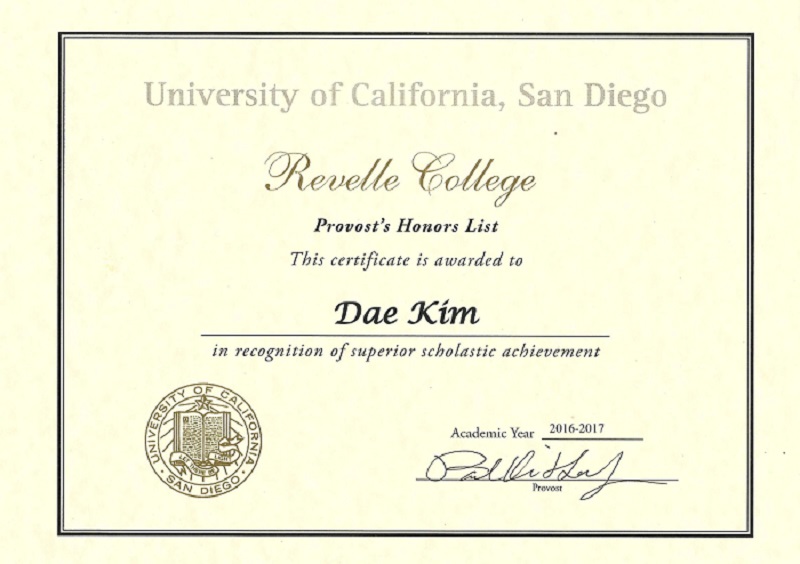 University of California, San Diego
Revelle College
Provost's Honors List
This certificate is awarded to
Dae Kim
in recognition of superior scholastic achievement
UNIVERSITY OF CALIFORNIA
SAN DIEGO
Academic Year 2016-2017
Provost